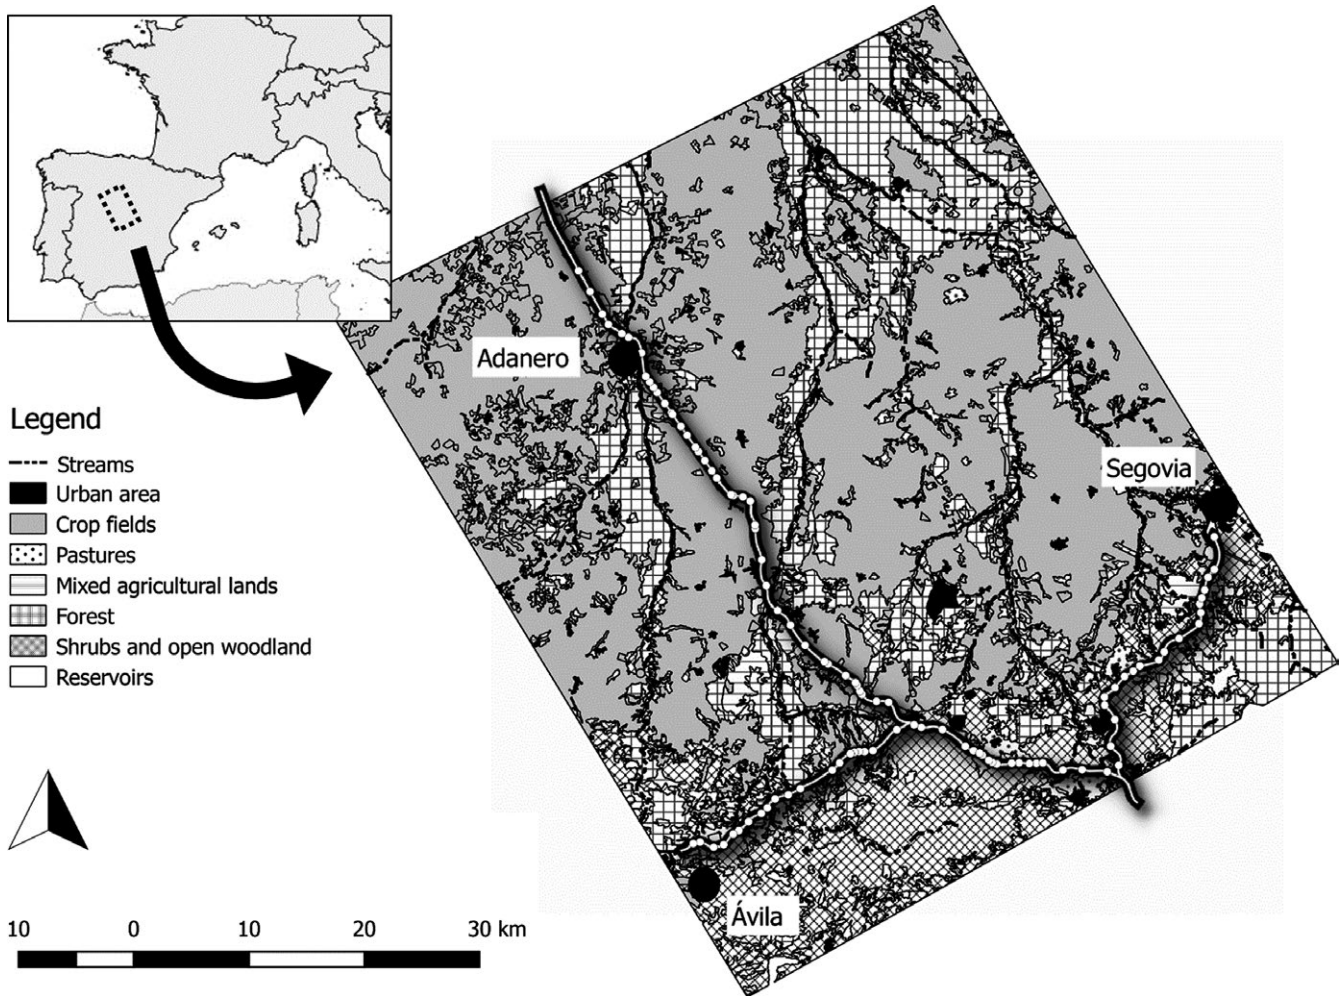 Adanero
Segovia
Ávila
Legend
Streams
Urban area
Crop fields
Pastures
Mixed agricultural lands
Forest
Shrubs and open woodland
Reservoirs
10 0 10 20 30 km